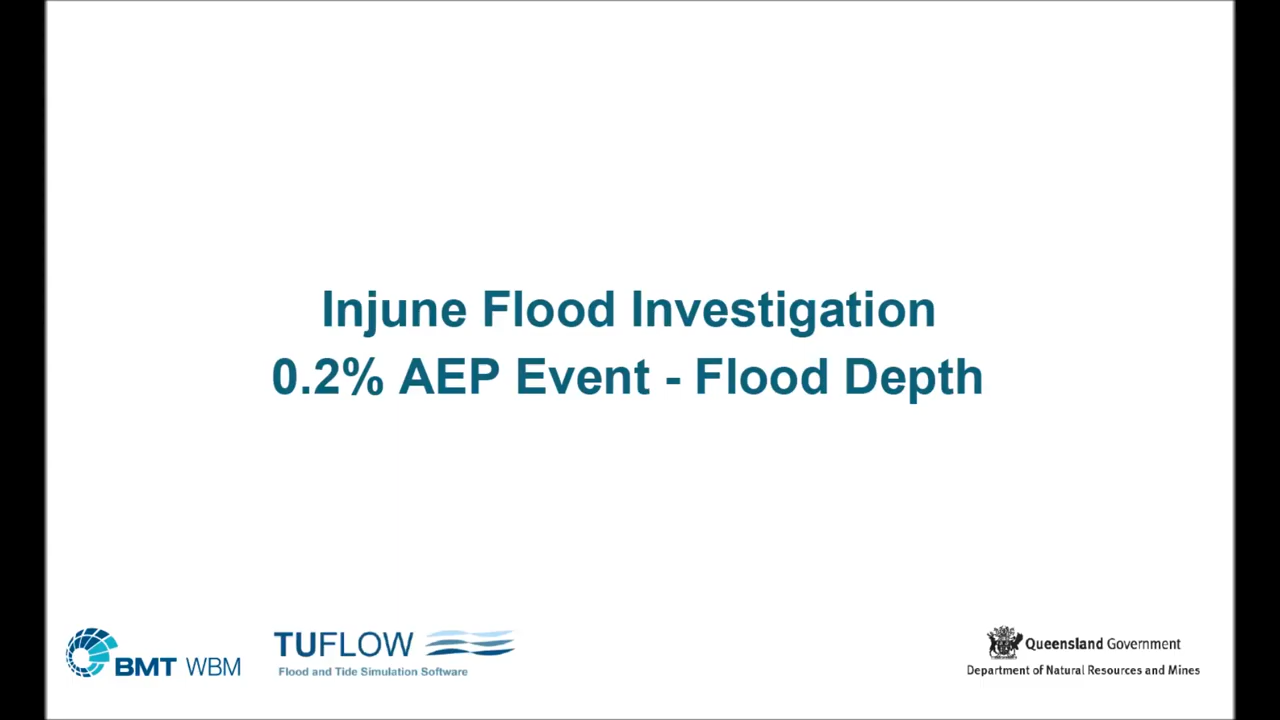 Injune Flood Investigation
0.2% AEP Event - Flood Depth
BMT WBM
TUFLOW
Flood and Tide Simulation Software
Queensland Government
Department of Natural Resources and Mines